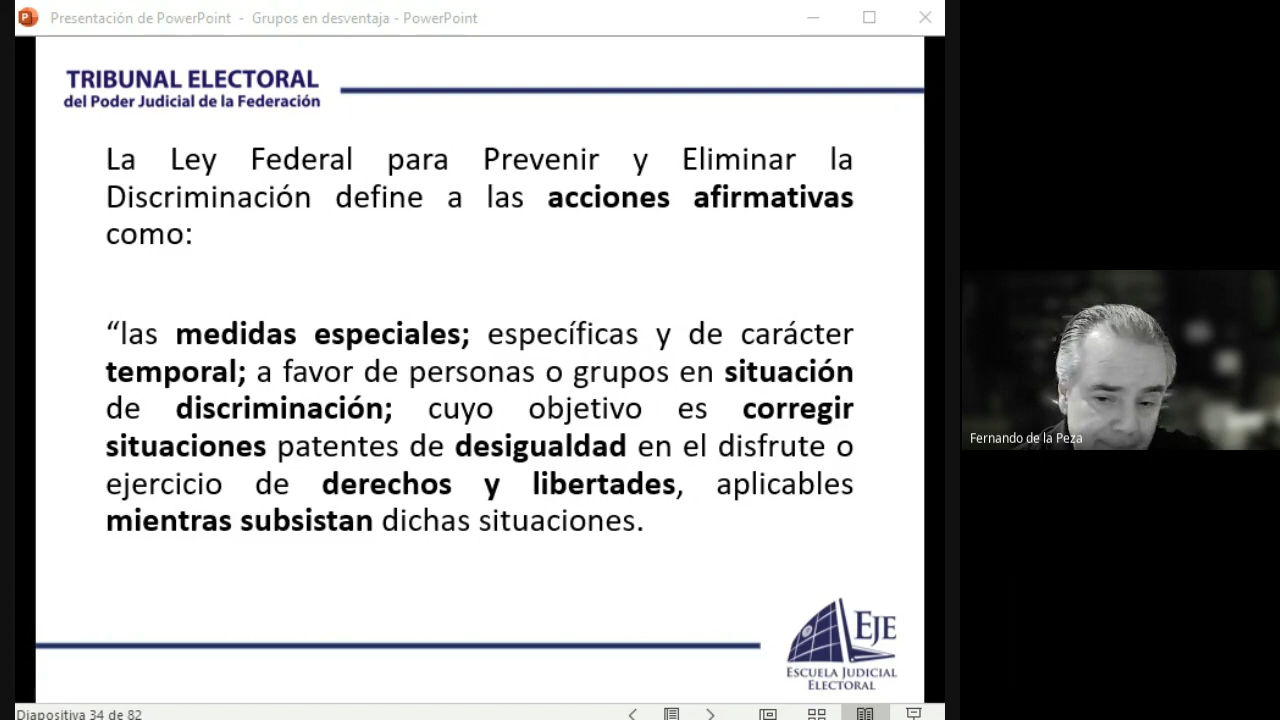 Presentación de PowerPoint - Grupos en desventaja - PowerPoint
TRIBUNAL ELECTORAL
del Poder Judicial de la Federación
La Ley Federal para Prevenir y Eliminar la
Discriminación define a las acciones afirmativas
como:
“las medidas especiales; específicas y de carácter
temporal; a favor de personas o grupos en situación
de discriminación; cuyo objetivo es corregir
situaciones patentes de desigualdad en el disfrute o
ejercicio de derechos y libertades, aplicables
mientras subsistan dichas situaciones.
EJE
ESCUELA JUDICIAL
ELECTORAL
Fernando de la Peza
Diapositiva 34 de 82